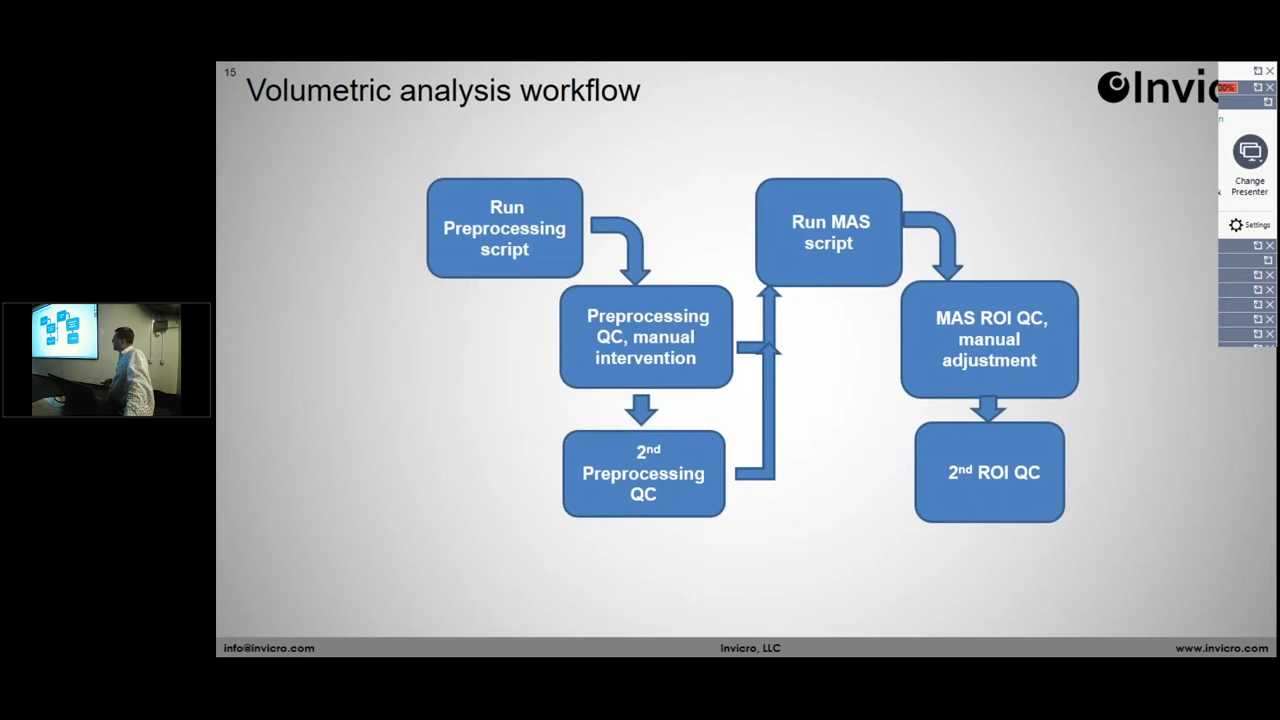 15
Volumetric analysis workflow
Invic
00%
n
Change
Presenter
Settings
Run
Preprocessing
script
Preprocessing
QC, manual
intervention
2nd
Preprocessing
QC
Run MAS
script
MAS ROI QC,
manual
adjustment
2nd ROI QC
info@invicro.com
Invicro, LLC
www.invicro.com